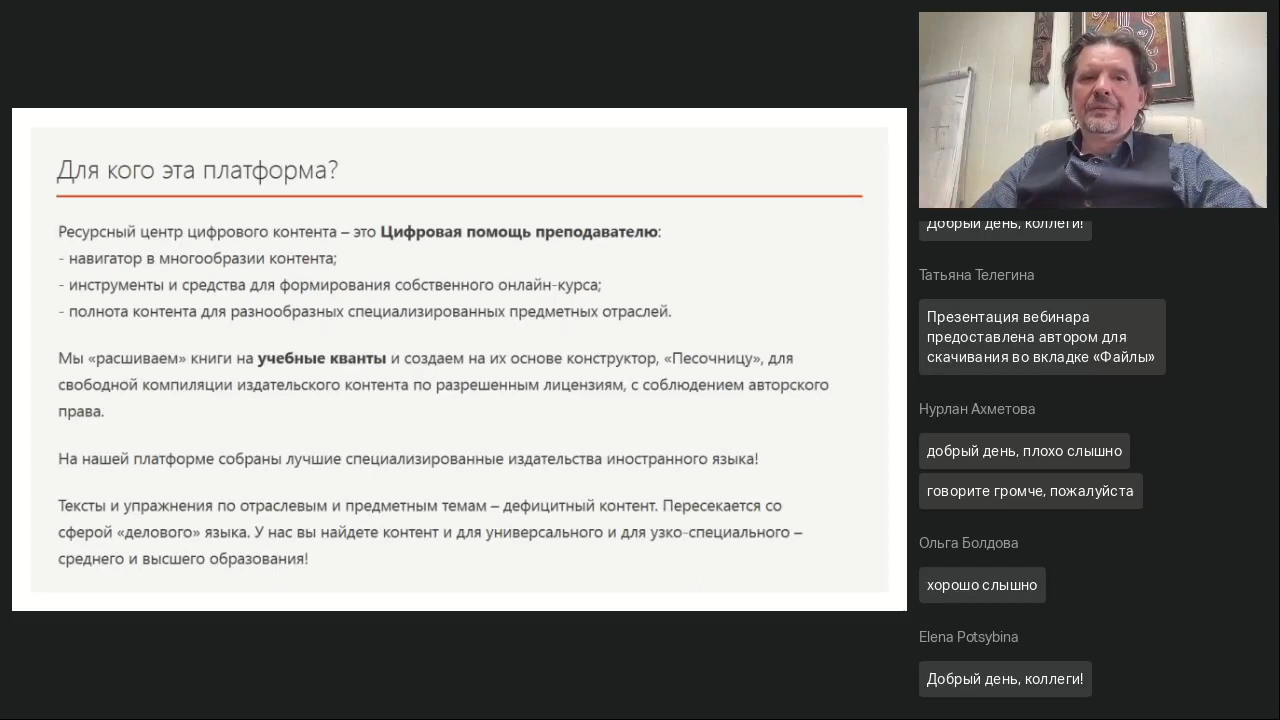 Для кого эта платформа?
Ресурсный центр цифрового контента – это Цифровая помощь преподавателю:
- навигатор в многообразии контента;
- инструменты и средства для формирования собственного онлайн-курса;
- полнота контента для разнообразных специализированных предметных отраслей.
Мы «расшиваем» книги на учебные кванты и создаем на их основе конструктор, «Песочницу», для
свободной компиляции издательского контента по разрешенным лицензиям, с соблюдением авторского
права.
На нашей платформе собраны лучшие специализированные издательства иностранного языка!
Тексты и упражнения по отраслевым и предметным темам – дефицитный контент. Пересекается со
сферой «делового» языка. У нас вы найдете контент и для универсального и для узко-специального –
среднего и высшего образования!
Добрый день, коллеги!
Татьяна Телегина
Презентация вебинара
предоставлена автором для
скачивания во вкладке «Файлы»
Нурлан Ахметова
добрый день, плохо слышно
говорите громче, пожалуйста
Ольга Болдова
хорошо слышно
Elena Potsybina
Добрый день, коллеги!